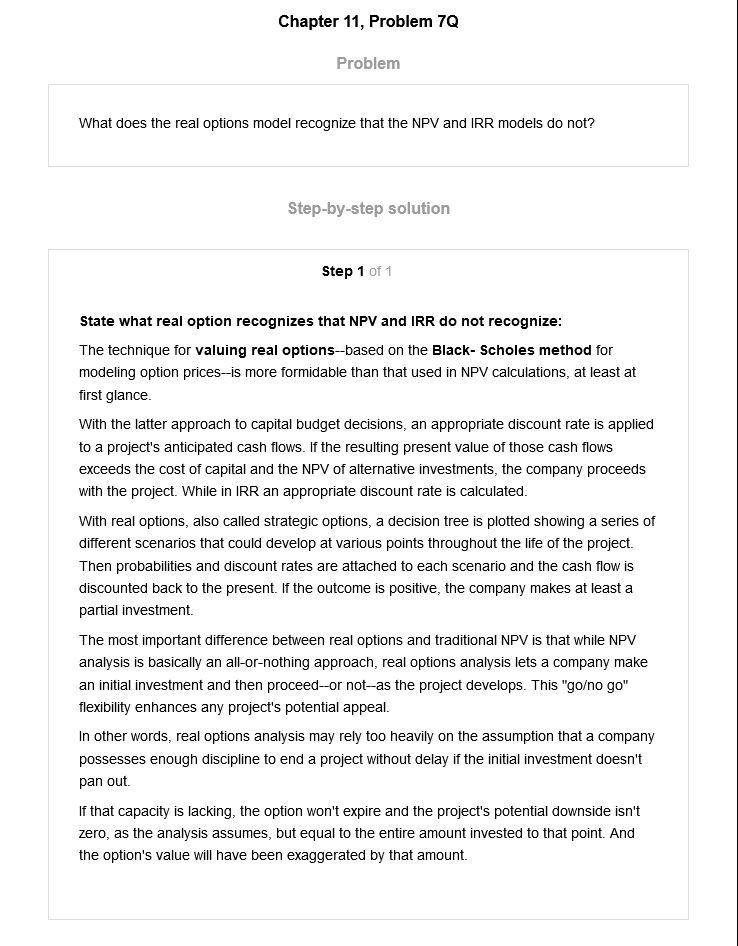 Chapter 11, Problem 7Q
Problem
What does the real options model recognize that the NPV and IRR models do not?
Step-by-step solution
Step 1 of 1
State what real option recognizes that NPV and IRR do not recognize:
The technique for valuing real options--based on the Black- Scholes method for
modeling option prices--is more formidable than that used in NPV calculations, at least at
first glance.
With the latter approach to capital budget decisions, an appropriate discount rate is applied
to a project's anticipated cash flows. If the resulting present value of those cash flows
exceeds the cost of capital and the NPV of alternative investments, the company proceeds
with the project. While in IRR an appropriate discount rate is calculated.
With real options, also called strategic options, a decision tree is plotted showing a series of
different scenarios that could develop at various points throughout the life of the project.
Then probabilities and discount rates are attached to each scenario and the cash flow is
discounted back to the present. If the outcome is positive, the company makes at least a
partial investment.
The most important difference between real options and traditional NPV is that while NPV
analysis is basically an all-or-nothing approach, real options analysis lets a company make
an initial investment and then proceed--or not--as the project develops. This "go/no go"
flexibility enhances any project's potential appeal.
In other words, real options analysis may rely too heavily on the assumption that a company
possesses enough discipline to end a project without delay if the initial investment doesn't
pan out.
If that capacity is lacking, the option won't expire and the project's potential downside isn't
zero, as the analysis assumes, but equal to the entire amount invested to that point. And
the option's value will have been exaggerated by that amount.